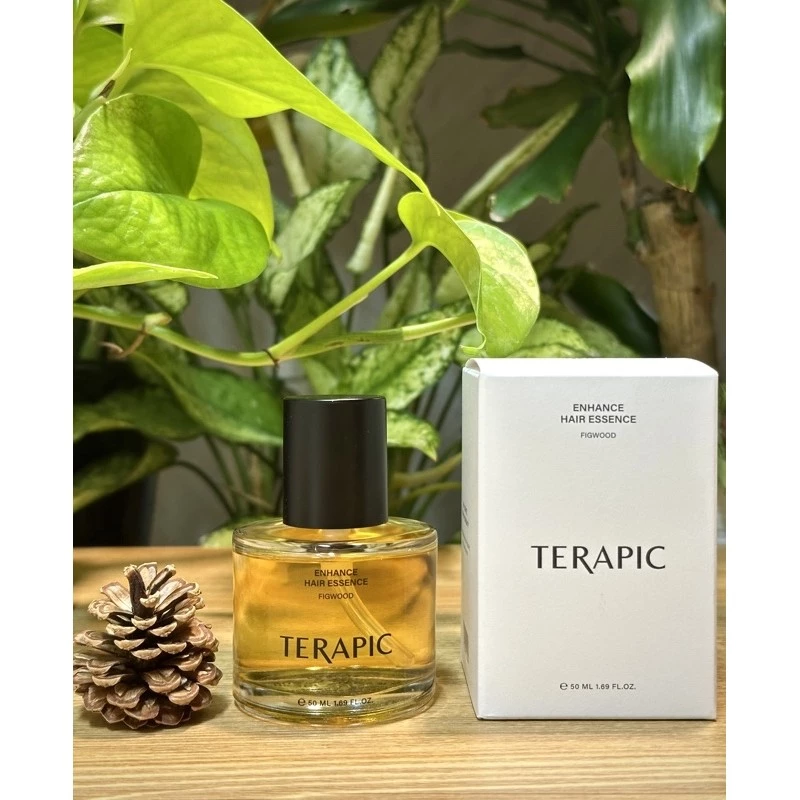 ENHANCE
HAIR ESSENCE
FIGWOOD
TERAPIC
℮ 50 ML 1.69 FL.OZ.
ENHANCE
HAIR ESSENCE
FIGWOOD
TERAPIC
℮ 50 ML 1.69 FL.OZ.